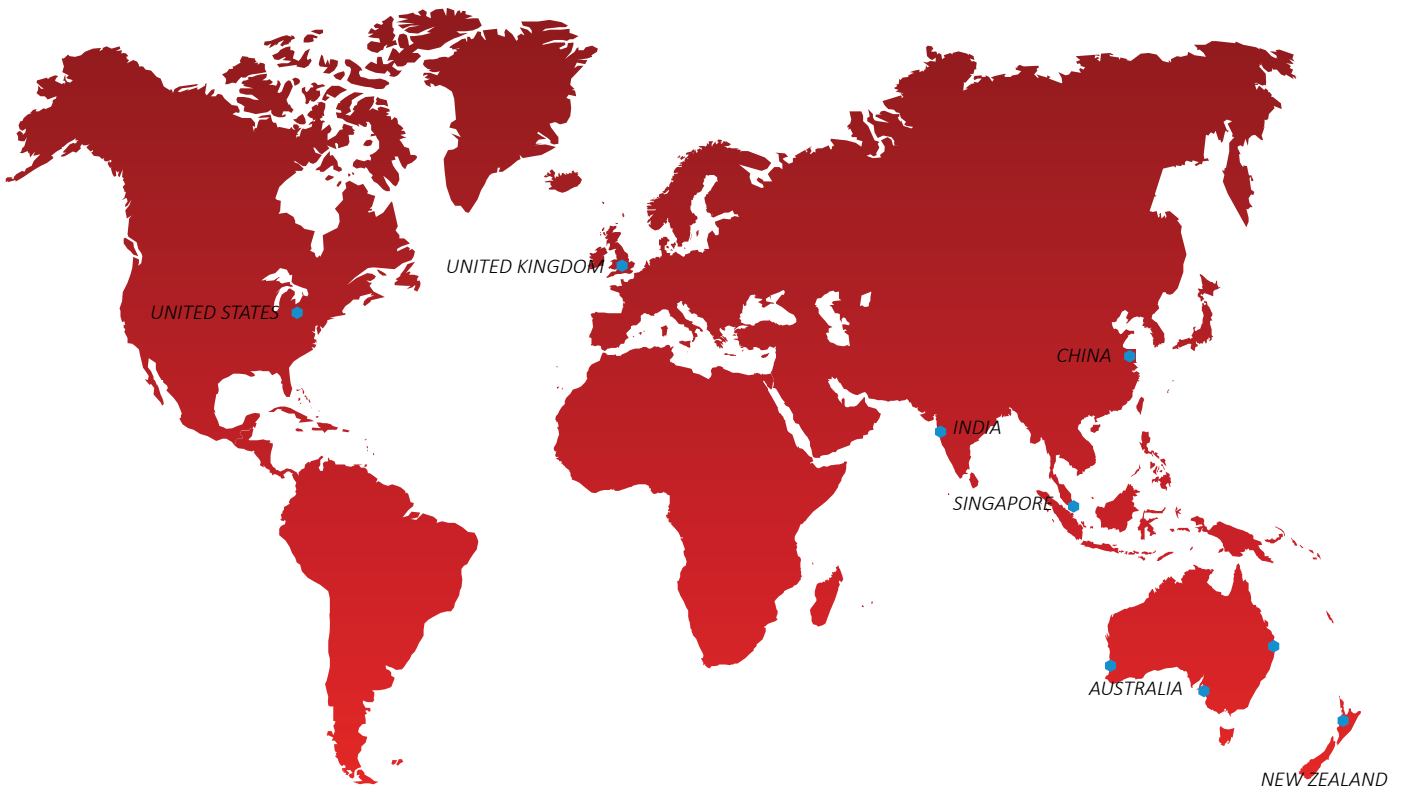 UNITED KINGDOM
UNITED STATES
CHINA
INDIA
SINGAPORE
AUSTRALIA
NEW ZEALAND